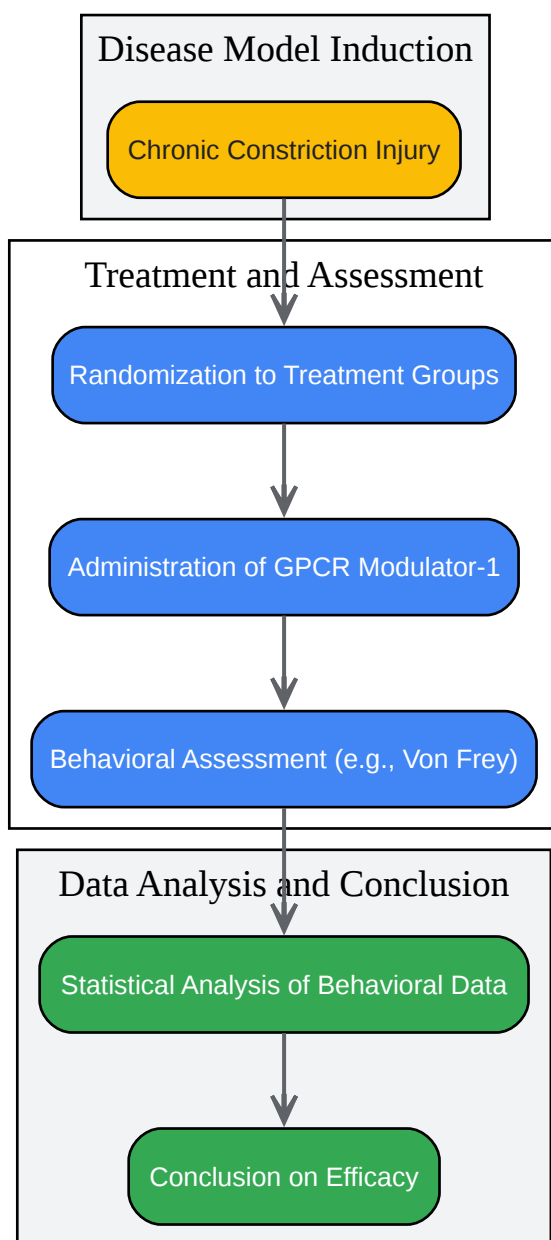 Disease Model Induction
Chronic Constriction Injury
Treatment and Assessment
Randomization to Treatment Groups
Administration of GPCR Modulator-1
Behavioral Assessment (e.g., Von Frey)
Data Analysis and Conclusion
Statistical Analysis of Behavioral Data
Conclusion on Efficacy